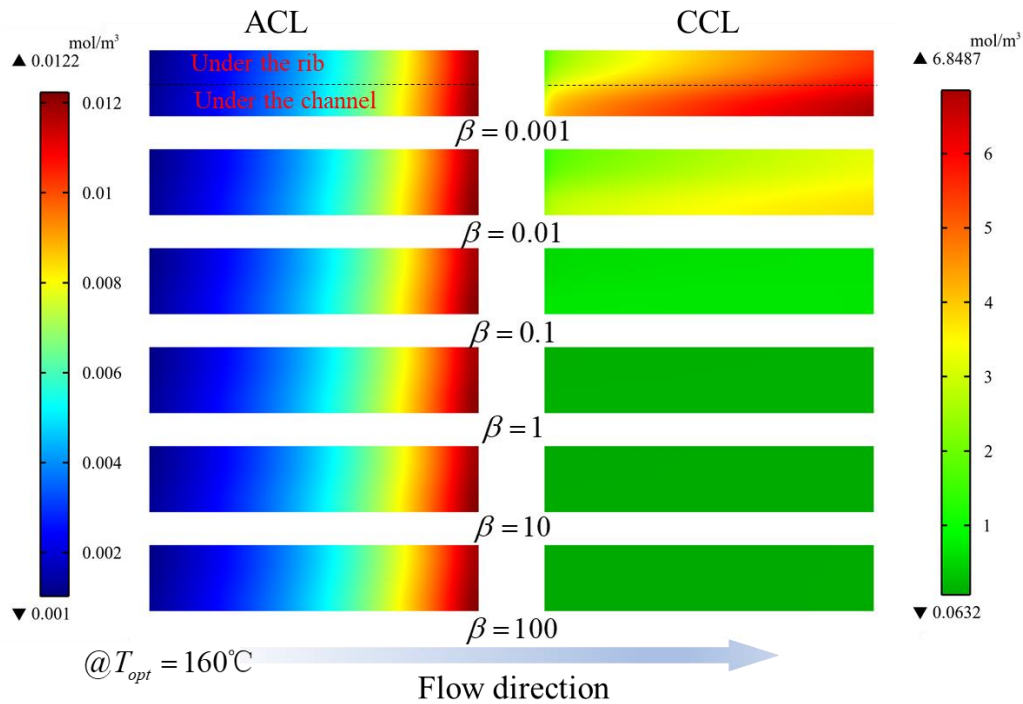 ACL CCL
mol/m³ mol/m³
▲ 0.0122 ▲ 6.8487
Under the rib
Under the channel
0.012
0.01
0.008
0.006
0.004
0.002
▼ 0.001
6
5
4
3
2
1
▼ 0.0632
β = 0.001
β = 0.01
β = 0.1
β = 1
β = 10
β = 100
@T_opt = 160℃
Flow direction